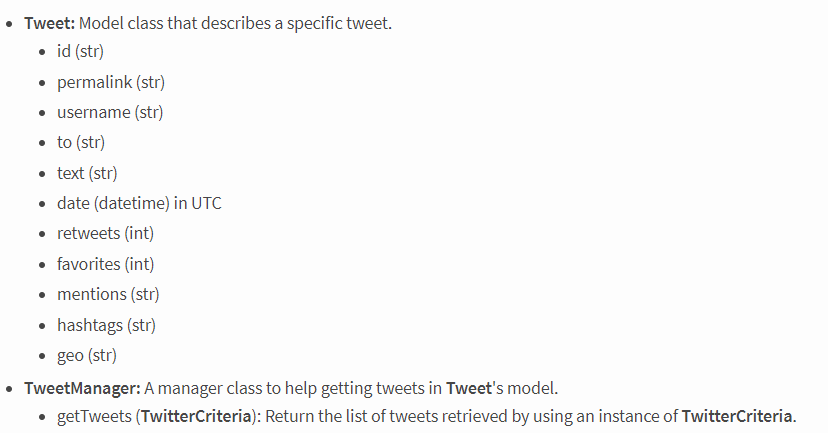 Tweet: Model class that describes a specific tweet.
id (str)
permalink (str)
username (str)
to (str)
text (str)
date (datetime) in UTC
retweets (int)
favorites (int)
mentions (str)
hashtags (str)
geo (str)
TweetManager: A manager class to help getting tweets in Tweet's model.
getTweets (TwitterCriteria): Return the list of tweets retrieved by using an instance of TwitterCriteria.